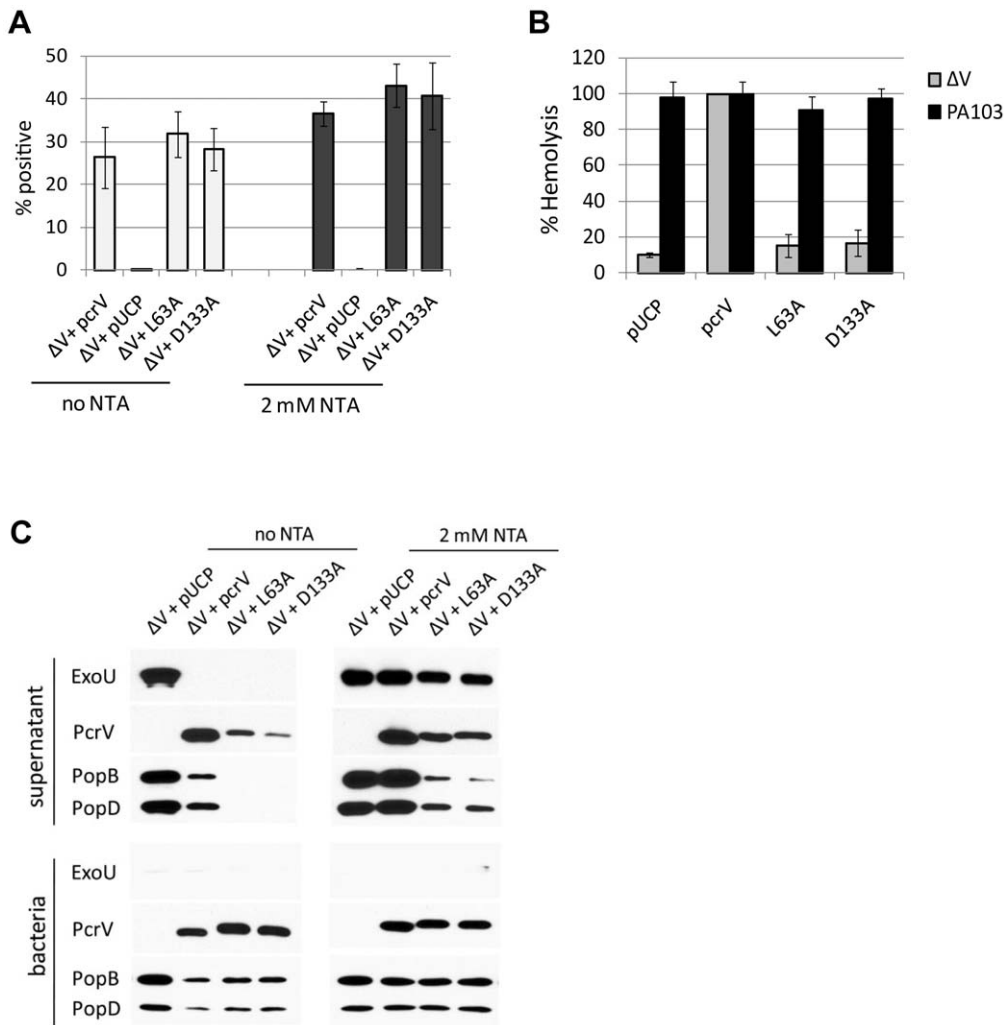 A
% positive
50
40
30
20
10
0
ΔV+ pcrV
ΔV+ pUCP
ΔV+ L63A
ΔV+ D133A
ΔV+ pcrV
ΔV+ pUCP
ΔV+ L63A
ΔV+ D133A
no NTA
2 mM NTA
B
% Hemolysis
120
100
80
60
40
20
0
pUCP
pcrV
L63A
D133A
ΔV
PA103
C
no NTA
2 mM NTA
ΔV + pUCP
ΔV + pcrV
ΔV + L63A
ΔV + D133A
ΔV + pUCP
ΔV + pcrV
ΔV + L63A
ΔV + D133A
supernatant
ExoU
PcrV
PopB
PopD
bacteria
ExoU
PcrV
PopB
PopD